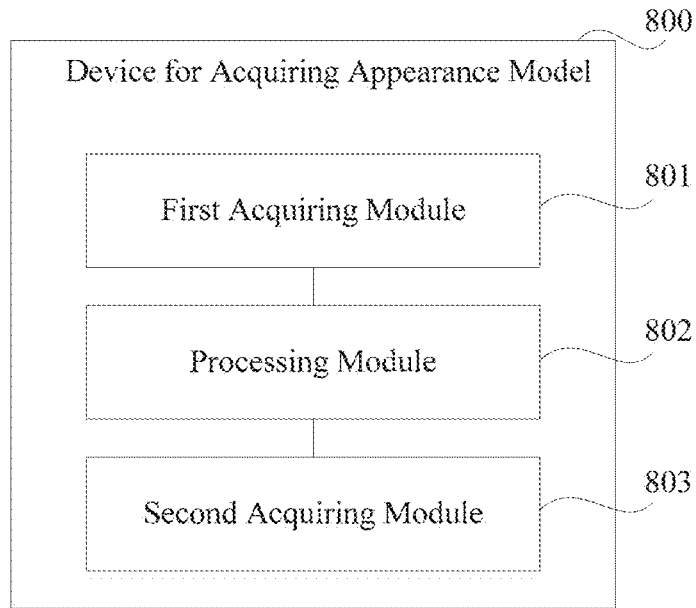 800
Device for Acquiring Appearance Model
801
First Acquiring Module
802
Processing Module
803
Second Acquiring Module